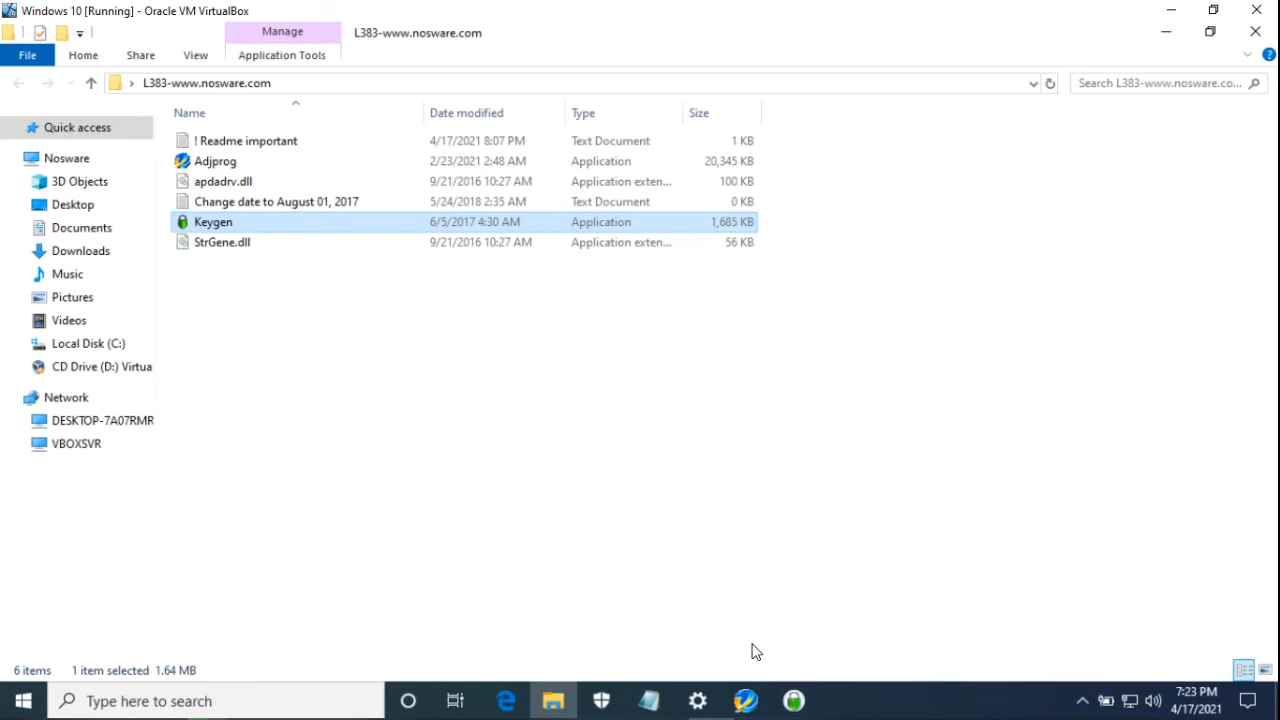 Windows 10 [Running] - Oracle VM VirtualBox
Manage
L383-www.nosware.com
File
Home
Share
View
Application Tools
L383-www.nosware.com
Search L383-www.nosware.co...
Name
Date modified
Type
Size
Quick access
Nosware
3D Objects
Desktop
Documents
Downloads
Music
Pictures
Videos
Local Disk (C:)
CD Drive (D:) Virtua
Network
DESKTOP-7A07RMR
VBOXSVR
! Readme important 4/17/2021 8:07 PM Text Document 1 KB
Adjprog 2/23/2021 2:48 AM Application 20,345 KB
apdadrv.dll 9/21/2016 10:27 AM Application exten... 100 KB
Change date to August 01, 2017 5/24/2018 2:35 AM Text Document 0 KB
Keygen 6/5/2017 4:30 AM Application 1,685 KB
StrGene.dll 9/21/2016 10:27 AM Application exten... 56 KB
6 items 1 item selected 1.64 MB
Type here to search
7:23 PM
4/17/2021